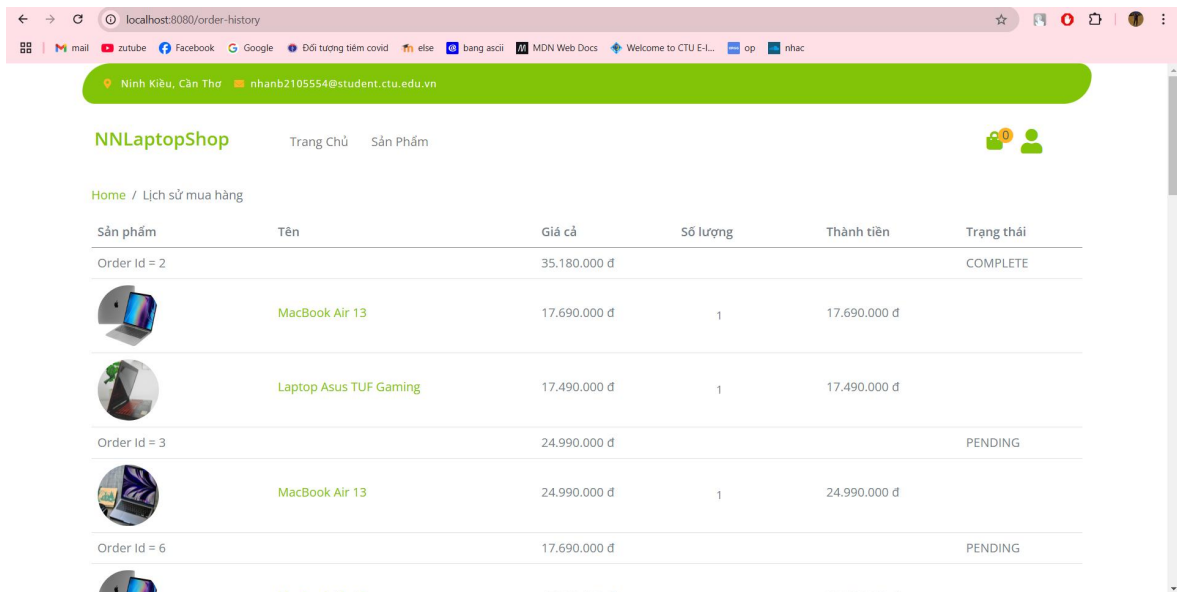 localhost:8080/order-history
M mail zutube Facebook Google Đối tượng tiêm covid else bang ascii MDN Web Docs Welcome to CTU E-l... op nhac
Ninh Kiều, Cần Thơ nhanb2105554@student.ctu.edu.vn
NNLaptopShop Trang Chủ Sản Phẩm 0
Home / Lịch sử mua hàng
Sản phẩm Tên Giá cả Số lượng Thành tiền Trạng thái
Order Id = 2 35.180.000 đ COMPLETE
MacBook Air 13 17.690.000 đ 1 17.690.000 đ
Laptop Asus TUF Gaming 17.490.000 đ 1 17.490.000 đ
Order Id = 3 24.990.000 đ PENDING
MacBook Air 13 24.990.000 đ 1 24.990.000 đ
Order Id = 6 17.690.000 đ PENDING